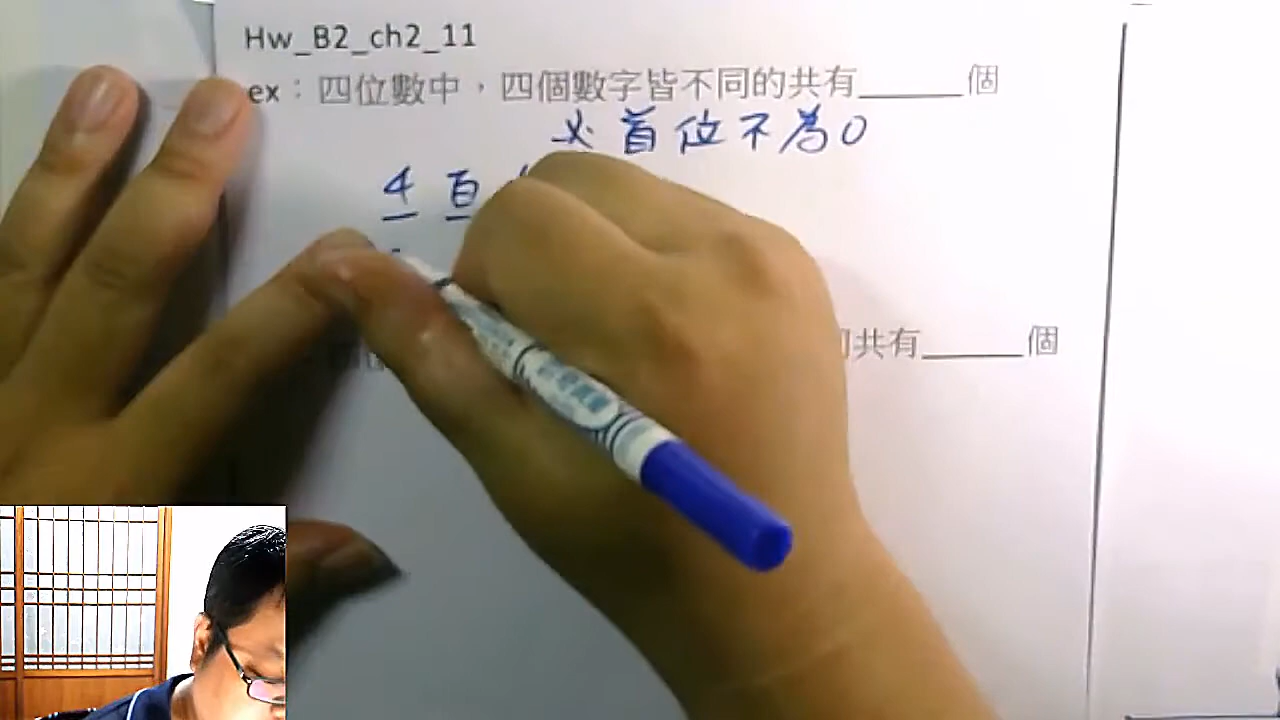 Hw_B2_ch2_11
ex：四位數中，四個數字皆不同的共有______個
必首位不為0
4 百
共有______個